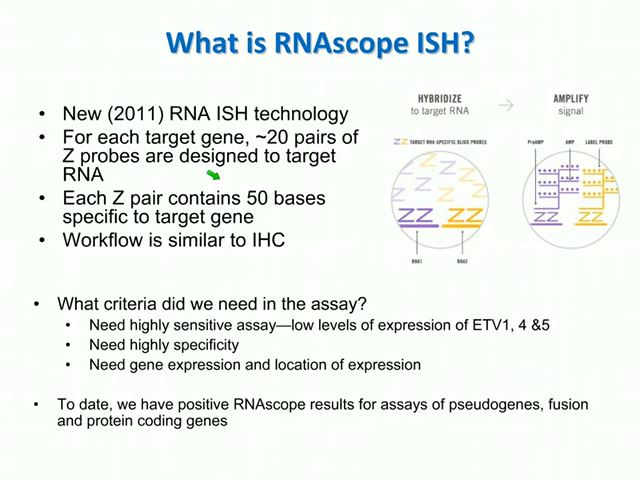 What is RNAscope ISH?
• New (2011) RNA ISH technology
• For each target gene, ~20 pairs of
Z probes are designed to target
RNA
• Each Z pair contains 50 bases
specific to target gene
• Workflow is similar to IHC
HYBRIDIZE
to target RNA
AMPLIFY
signal
ZZ TARGET RNA-SPECIFIC OLIGO PROBES
PreAMP
AMP
LABEL PROBE
ZZ ZZ
ZZ ZZ
RNA1
RNA2
• What criteria did we need in the assay?
• Need highly sensitive assay—low levels of expression of ETV1, 4 &5
• Need highly specificity
• Need gene expression and location of expression
• To date, we have positive RNAscope results for assays of pseudogenes, fusion
and protein coding genes